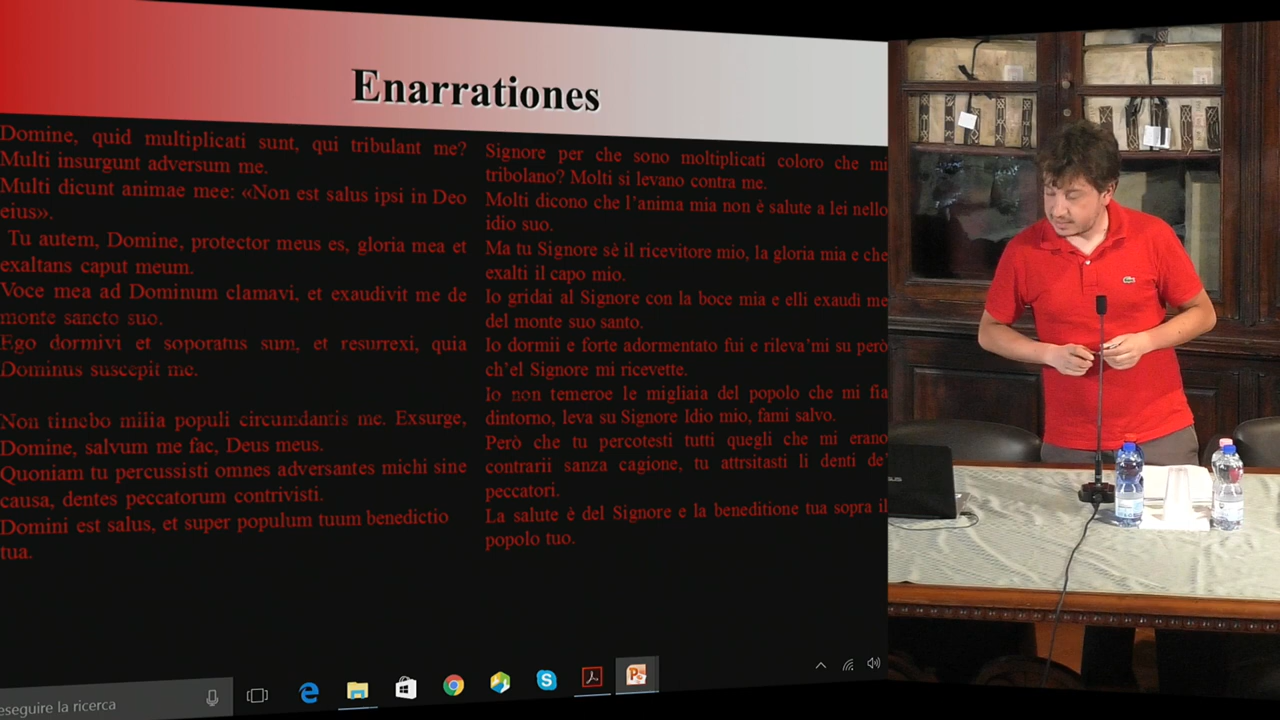 Enarrationes
Domine, quid multiplicati sunt, qui tribulant me?
Multi insurgunt adversum me.
Multi dicunt animae mee: «Non est salus ipsi in Deo
eius».
Tu autem, Domine, protector meus es, gloria mea et
exaltans caput meum.
Voce mea ad Dominum clamavi, et exaudivit me de
monte sancto suo.
Ego dormivi et soporatus sum, et resurrexi, quia
Dominus suscepit me.
Non timebo milia populi circumdantis me. Exsurge,
Domine, salvum me fac, Deus meus.
Quoniam tu percussisti omnes adversantes michi sine
causa, dentes peccatorum contrivisti.
Domini est salus, et super populum tuum benedictio
tua.
Signore per che sono moltiplicati coloro che mi
tribolano? Molti si levano contra me.
Molti dicono che l'anima mia non è salute a lei nello
idio suo.
Ma tu Signore sè il ricevitore mio, la gloria mia e che
exalti il capo mio.
Io gridai al Signore con la boce mia e elli exaudì me
del monte suo santo.
Io dormii e forte adormentato fui e rileva'mi su però
ch'el Signore mi ricevette.
Io non temeroe le migliaia del popolo che mi fia
dintorno, leva su Signore Idio mio, fami salvo.
Però che tu percotesti tutti quegli che mi erano
contrarii sanza cagione, tu attrsitasti li denti de'
peccatori.
La salute è del Signore e la beneditione tua sopra il
popolo tuo.
eseguire la ricerca